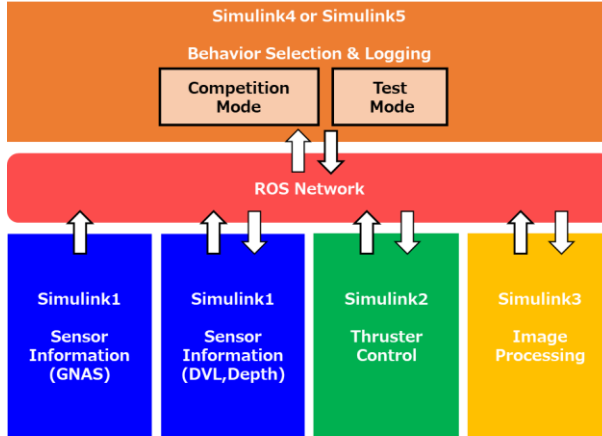 Simulink4 or Simulink5
Behavior Selection & Logging
Competition
Mode
Test
Mode
ROS Network
Simulink1
Sensor
Information
(GNAS)
Simulink1
Sensor
Information
(DVL,Depth)
Simulink2
Thruster
Control
Simulink3
Image
Processing